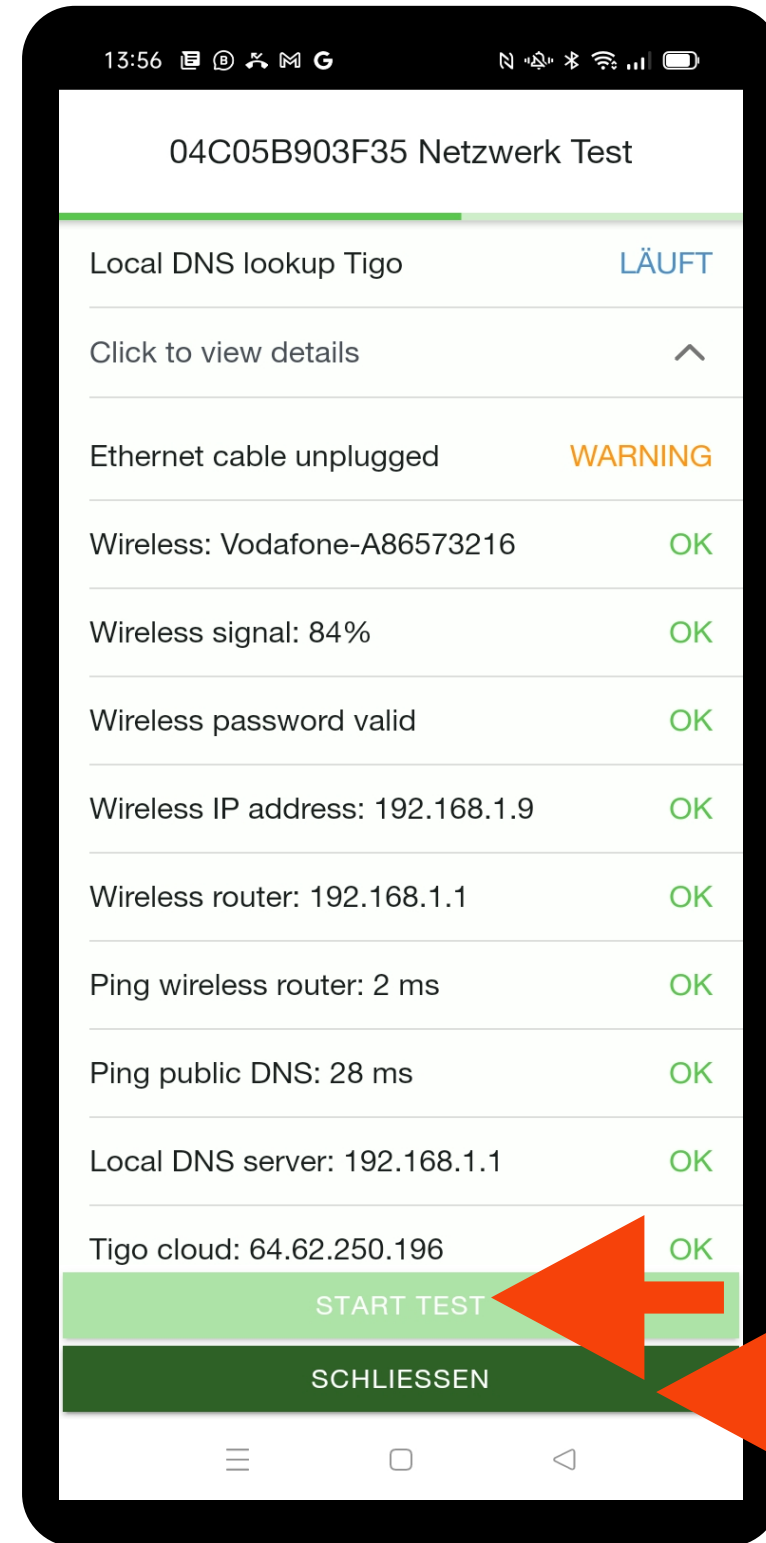 13:56
04C05B903F35 Netzwerk Test
Local DNS lookup Tigo LÄUFT
Click to view details
Ethernet cable unplugged WARNING
Wireless: Vodafone-A86573216 OK
Wireless signal: 84% OK
Wireless password valid OK
Wireless IP address: 192.168.1.9 OK
Wireless router: 192.168.1.1 OK
Ping wireless router: 2 ms OK
Ping public DNS: 28 ms OK
Local DNS server: 192.168.1.1 OK
Tigo cloud: 64.62.250.196 OK
START TEST
SCHLIESSEN